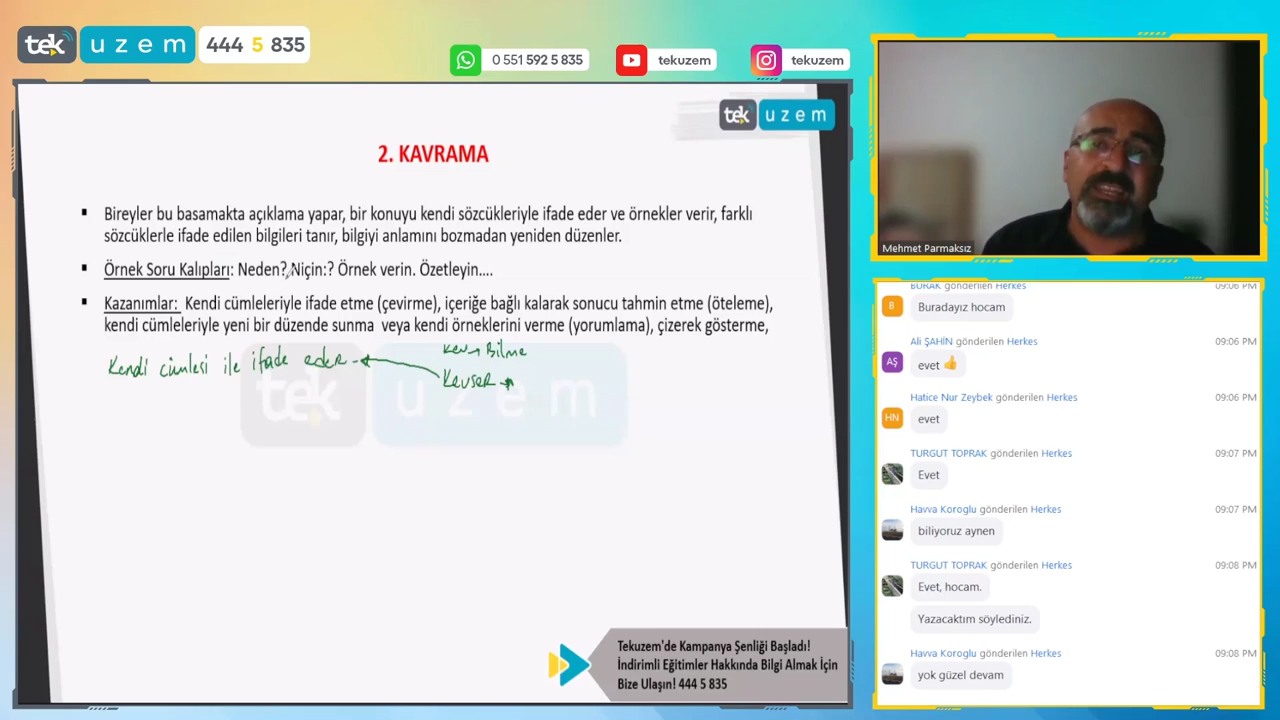 tek uzem 444 5 835
0 551 592 5 835
tekuzem
tekuzem
tek uzem
2. KAVRAMA
Bireyler bu basamakta açıklama yapar, bir konuyu kendi sözcükleriyle ifade eder ve örnekler verir, farklı
sözcüklerle ifade edilen bilgileri tanır, bilgiyi anlamını bozmadan yeniden düzenler.
Örnek Soru Kalıpları: Neden? Niçin:? Örnek verin. Özetleyin....
Kazanımlar: Kendi cümleleriyle ifade etme (çevirme), içeriğe bağlı kalarak sonucu tahmin etme (öteleme),
kendi cümleleriyle yeni bir düzende sunma veya kendi örneklerini verme (yorumlama), çizerek gösterme,
Kendi cümlesi ile ifade eder
Bilme
tek uzem
Tekuzem'de Kampanya Şenliği Başladı!
İndirimli Eğitimler Hakkında Bilgi Almak İçin
Bize Ulaşın! 444 5 835
Mehmet Parmaksız
BURAK gönderilen Herkes 09:06 PM
B
Buradayız hocam
Ali ŞAHİN gönderilen Herkes 09:06 PM
AŞ
evet 👍
Hatice Nur Zeybek gönderilen Herkes 09:06 PM
HN
evet
TURGUT TOPRAK gönderilen Herkes 09:07 PM
Evet
Havva Koroglu gönderilen Herkes 09:07 PM
biliyoruz aynen
TURGUT TOPRAK gönderilen Herkes 09:08 PM
Evet, hocam.
Yazacaktım söylediniz.
Havva Koroglu gönderilen Herkes 09:08 PM
yok güzel devam